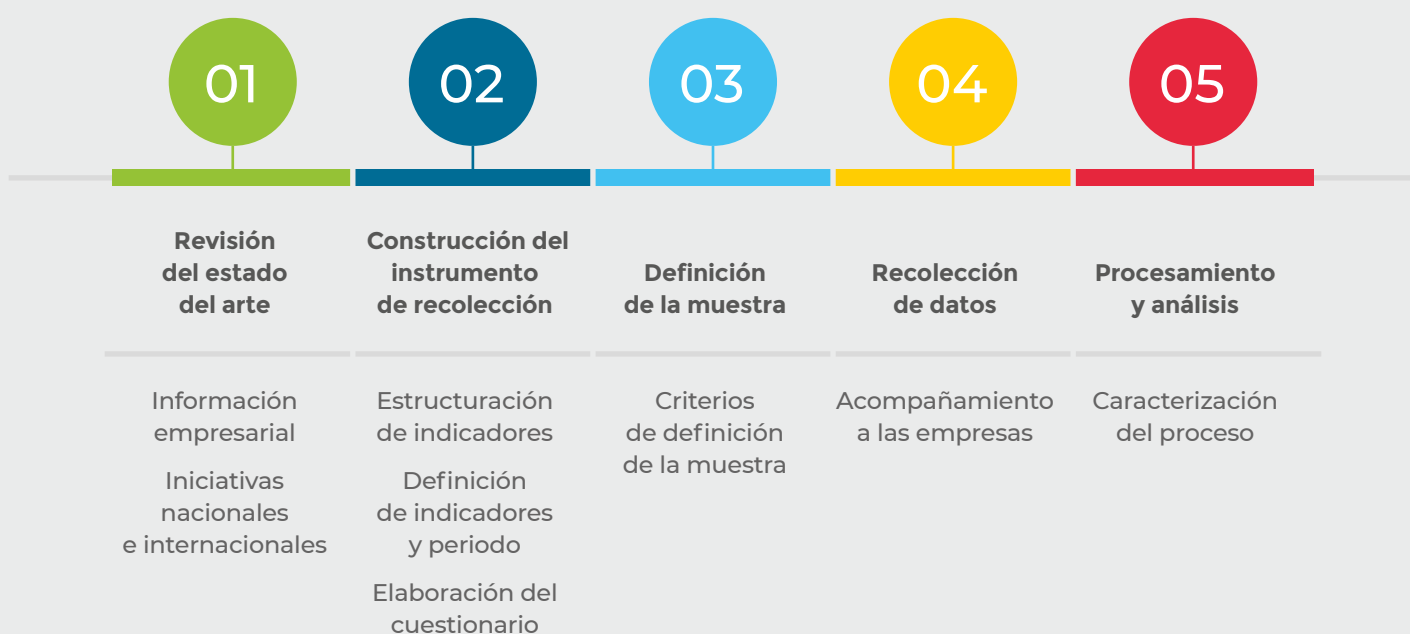 01
02
03
04
05
Revisión
del estado
del arte
Construcción del
instrumento
de recolección
Definición
de la muestra
Recolección
de datos
Procesamiento
y análisis
Información
empresarial
Iniciativas
nacionales
e internacionales
Estructuración
de indicadores
Definición
de indicadores
y periodo
Elaboración del
cuestionario
Criterios
de definición
de la muestra
Acompañamiento
a las empresas
Caracterización
del proceso